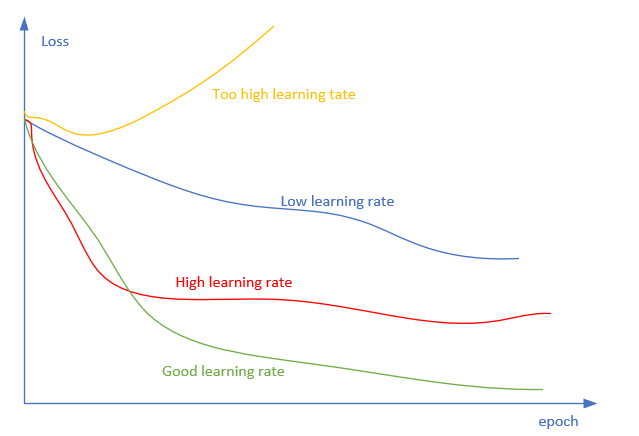 Loss
Too high learning tate
Low learning rate
High learning rate
Good learning rate
epoch